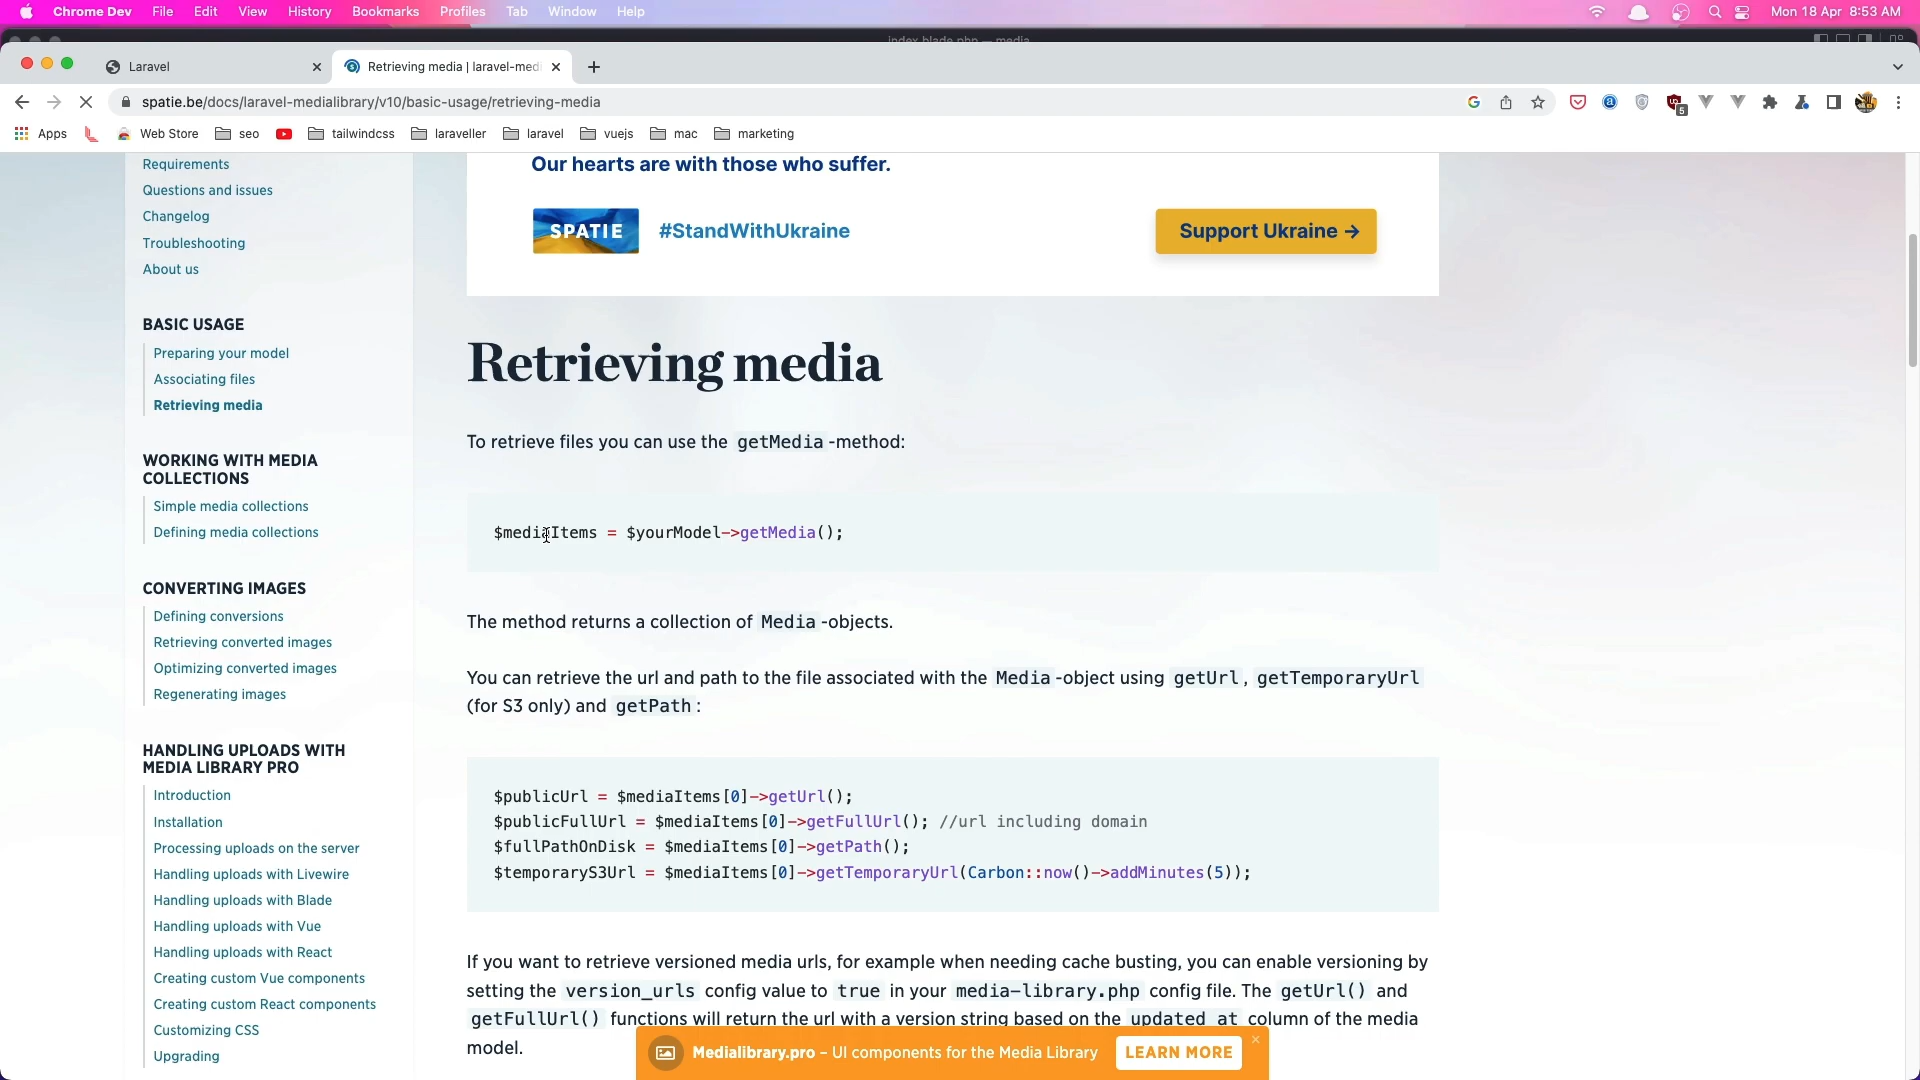 Chrome Dev File Edit View History Bookmarks Profiles Tab Window Help Mon 18 Apr 8:53 AM
index.blade.php — media
Laravel Retrieving media | laravel-med
spatie.be/docs/laravel-medialibrary/v10/basic-usage/retrieving-media
5
Apps Web Store seo tailwindcss laraveller laravel vuejs mac marketing
Requirements
Questions and issues
Changelog
Troubleshooting
About us
BASIC USAGE
Preparing your model
Associating files
Retrieving media
WORKING WITH MEDIA
COLLECTIONS
Simple media collections
Defining media collections
CONVERTING IMAGES
Defining conversions
Retrieving converted images
Optimizing converted images
Regenerating images
HANDLING UPLOADS WITH
MEDIA LIBRARY PRO
Introduction
Installation
Processing uploads on the server
Handling uploads with Livewire
Handling uploads with Blade
Handling uploads with Vue
Handling uploads with React
Creating custom Vue components
Creating custom React components
Customizing CSS
Upgrading
Our hearts are with those who suffer.
SPATIE #StandWithUkraine Support Ukraine →
Retrieving media
To retrieve files you can use the getMedia-method:
$mediaItems = $yourModel->getMedia();
The method returns a collection of Media-objects.
You can retrieve the url and path to the file associated with the Media-object using getUrl, getTemporaryUrl
(for S3 only) and getPath:
$publicUrl = $mediaItems[0]->getUrl();
$publicFullUrl = $mediaItems[0]->getFullUrl(); //url including domain
$fullPathOnDisk = $mediaItems[0]->getPath();
$temporaryS3Url = $mediaItems[0]->getTemporaryUrl(Carbon::now()->addMinutes(5));
If you want to retrieve versioned media urls, for example when needing cache busting, you can enable versioning by
setting the version_urls config value to true in your media-library.php config file. The getUrl() and
getFullUrl() functions will return the url with a version string based on the updated_at column of the media
model.
Medialibrary.pro – UI components for the Media Library LEARN MORE ×